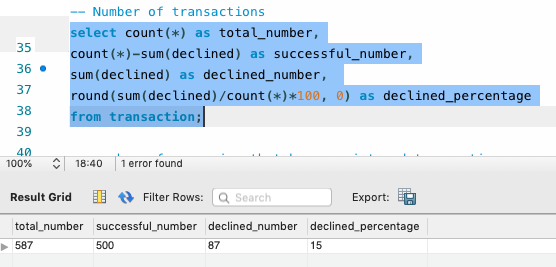 -- Number of transactions
35 select count(*) as total_number,
36 count(*)-sum(declined) as successful_number,
37 sum(declined) as declined_number,
38 round(sum(declined)/count(*)*100, 0) as declined_percentage
39 from transaction;
40
100% 18:40 1 error found
Result Grid Filter Rows: Search Export:
total_number successful_number declined_number declined_percentage
587 500 87 15